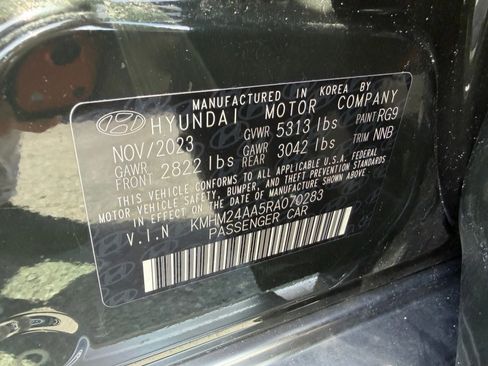 MANUFACTURED IN KOREA BY
HYUNDAI MOTOR COMPANY
NOV/2023 GVWR 5313 lbs PAINT RG9
GAWR FRONT 2822 lbs GAWR REAR 3042 lbs TRIM NNB
THIS VEHICLE CONFORMS TO ALL APPLICABLE U.S.A. FEDERAL
MOTOR VEHICLE SAFETY, BUMPER, AND THEFT PREVENTION STANDARDS
IN EFFECT ON THE DATE OF MANUFACTURE SHOWN ABOVE.
V.I.N KMHM24AA5RA070283
PASSENGER CAR